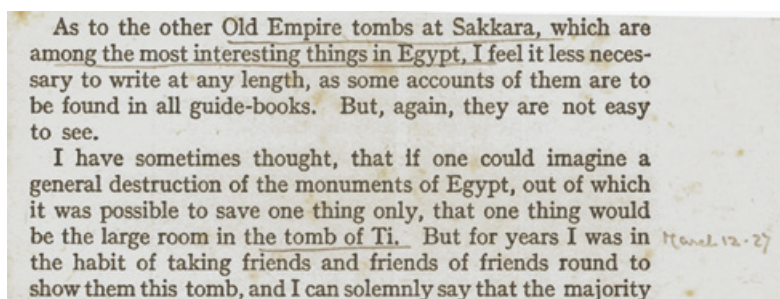 As to the other Old Empire tombs at Sakkara, which are
among the most interesting things in Egypt, I feel it less neces-
sary to write at any length, as some accounts of them are to
be found in all guide-books. But, again, they are not easy
to see.
I have sometimes thought, that if one could imagine a
general destruction of the monuments of Egypt, out of which
it was possible to save one thing only, that one thing would
be the large room in the tomb of Ti. But for years I was in March 12-27
the habit of taking friends and friends of friends round to
show them this tomb, and I can solemnly say that the majority